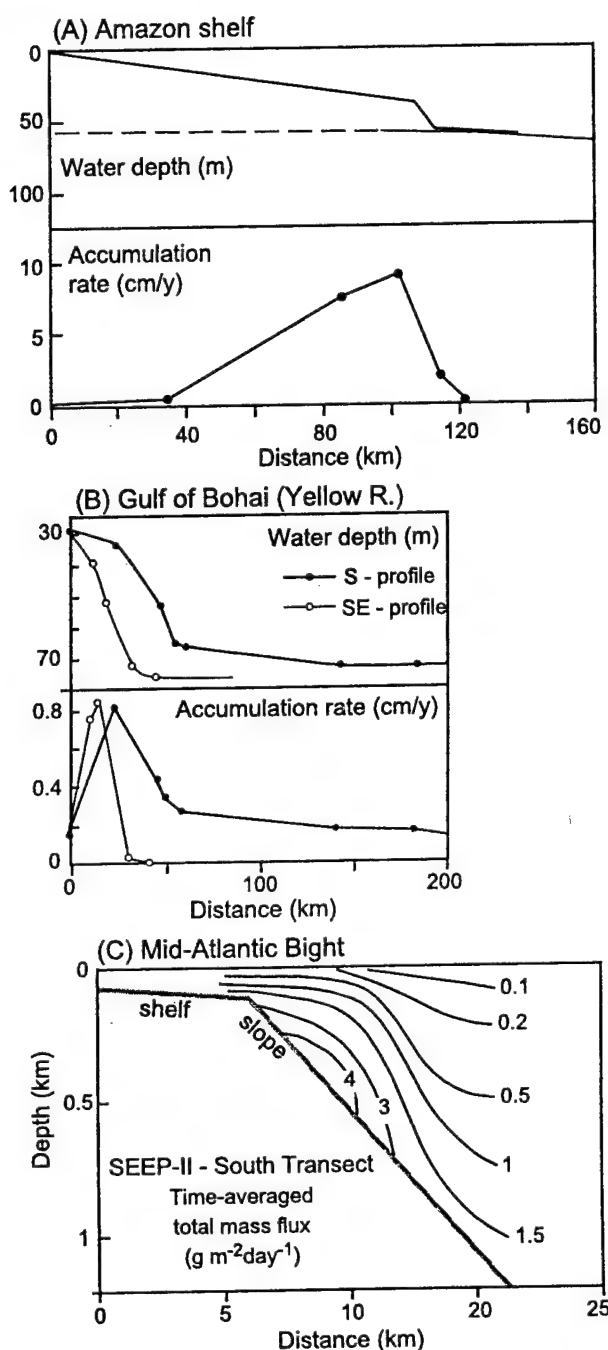 (A) Amazon shelf
0
50
Water depth (m)
100
Accumulation
rate (cm/y)
10
5
0
0 40 80 120 160
Distance (km)
(B) Gulf of Bohai (Yellow R.)
30
Water depth (m)
S - profile
SE - profile
70
0.8
Accumulation rate (cm/y)
0.4
0
0 100 200
Distance (km)
(C) Mid-Atlantic Bight
0
shelf
0.1
0.2
slope
4
3
0.5
0.5
Depth (km)
1
SEEP-II - South Transect
Time-averaged
total mass flux
(g m⁻²day⁻¹)
1
1.5
0 5 10 20 25
Distance (km)